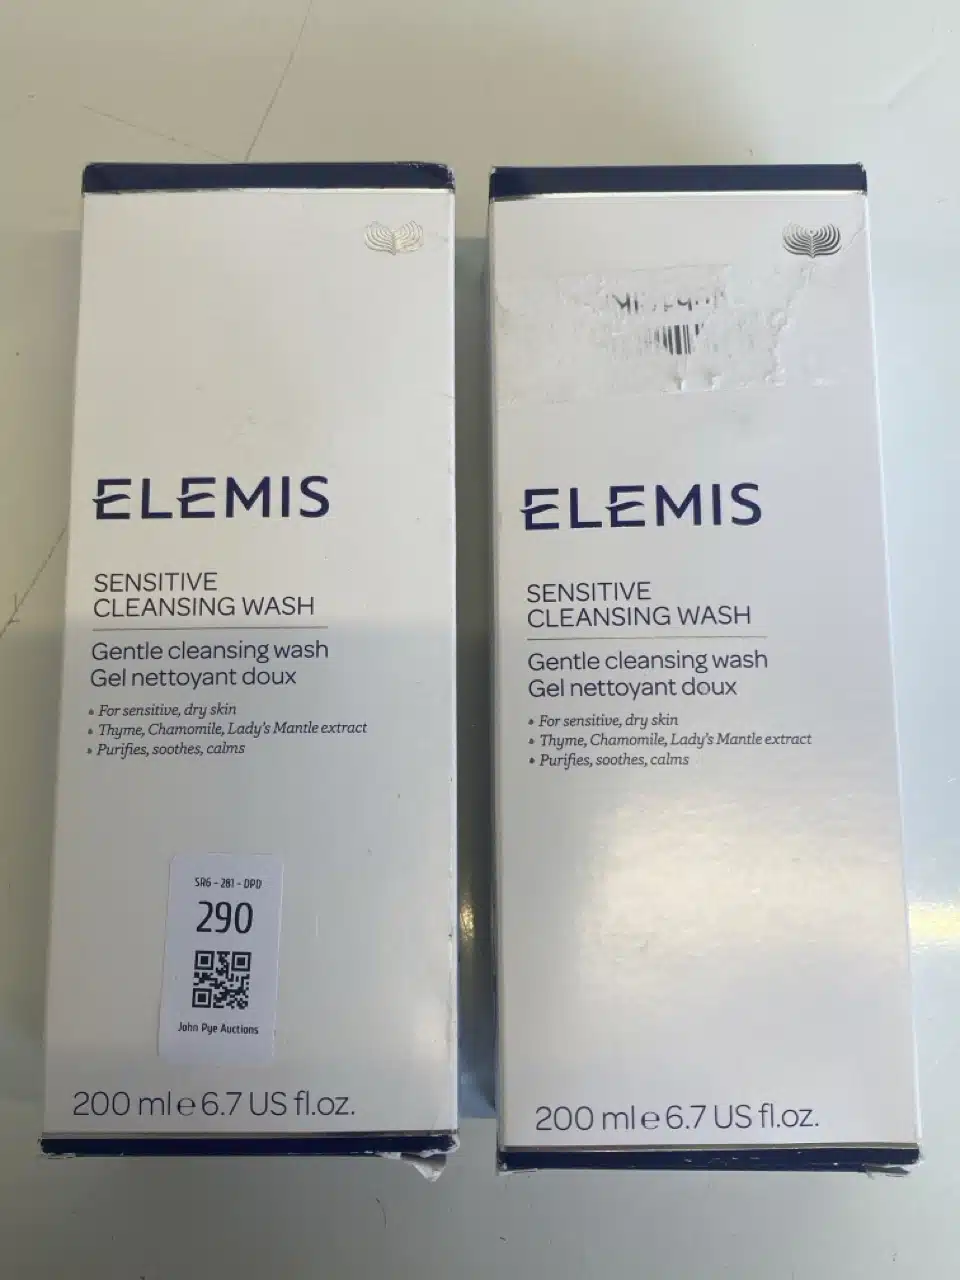 ELEMIS
SENSITIVE
CLEANSING WASH
Gentle cleansing wash
Gel nettoyant doux
• For sensitive, dry skin
• Thyme, Chamomile, Lady's Mantle extract
• Purifies, soothes, calms
SR6 - 281 - DPD
290
John Pye Auctions
200 ml e 6.7 US fl.oz.
ELEMIS
SENSITIVE
CLEANSING WASH
Gentle cleansing wash
Gel nettoyant doux
• For sensitive, dry skin
• Thyme, Chamomile, Lady's Mantle extract
• Purifies, soothes, calms
200 ml e 6.7 US fl.oz.